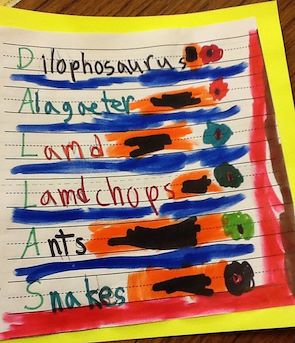 Dilophosaurus
Alagaeter
Lamd
Lamdchops
Ants
Snakes